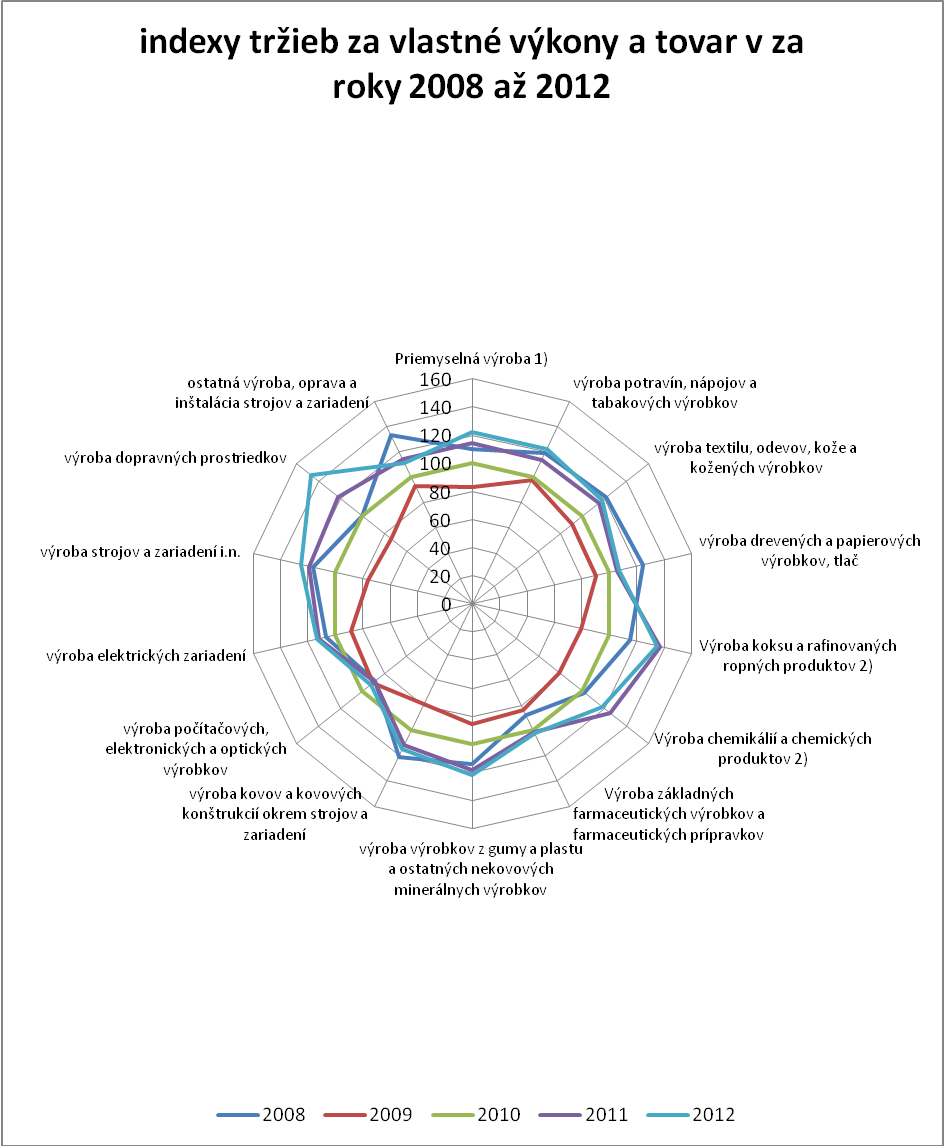 indexy tržieb za vlastné výkony a tovar v za
roky 2008 až 2012
Priemyselná výroba 1)
160
140
120
100
80
60
40
20
0
výroba potravín, nápojov a
tabakových výrobkov
výroba textilu, odevov, kože a
kožených výrobkov
výroba drevených a papierových
výrobkov, tlač
Výroba koksu a rafinovaných
ropných produktov 2)
Výroba chemikálií a chemických
produktov 2)
Výroba základných
farmaceutických výrobkov a
farmaceutických prípravkov
výroba výrobkov z gumy a plastu
a ostatných nekovových
minerálnych výrobkov
výroba kovov a kovových
konštrukcií okrem strojov a
zariadení
výroba počítačových,
elektronických a optických
výrobkov
výroba elektrických zariadení
výroba strojov a zariadení i.n.
výroba dopravných prostriedkov
ostatná výroba, oprava a
inštalácia strojov a zariadení
2008 2009 2010 2011 2012